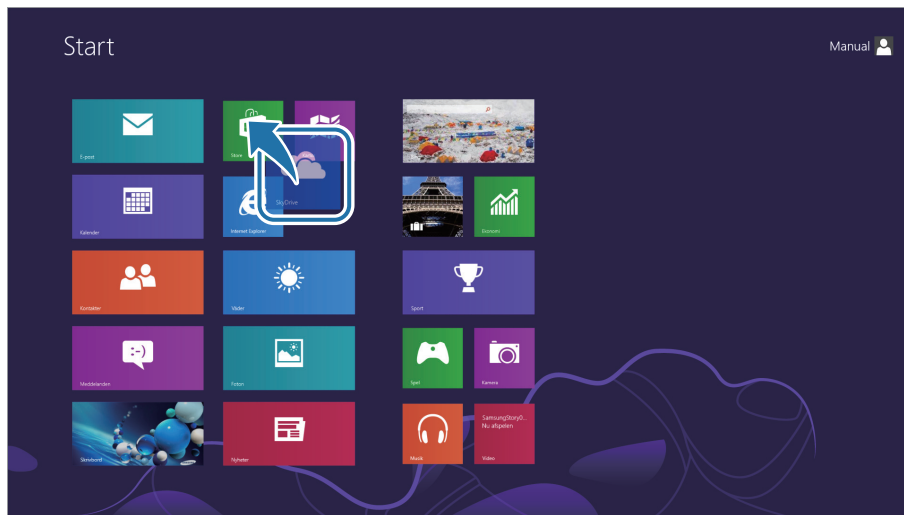 Start
Manual
E-post
Store
SkyDrive
Kalender
Internet Explorer
Ekonomi
Kontakter
Väder
Sport
Meddelanden
Foton
Spel
Kamera
Skrivbord
Nyheter
Musik
SamsungStory0...
Nu afspelen
Video